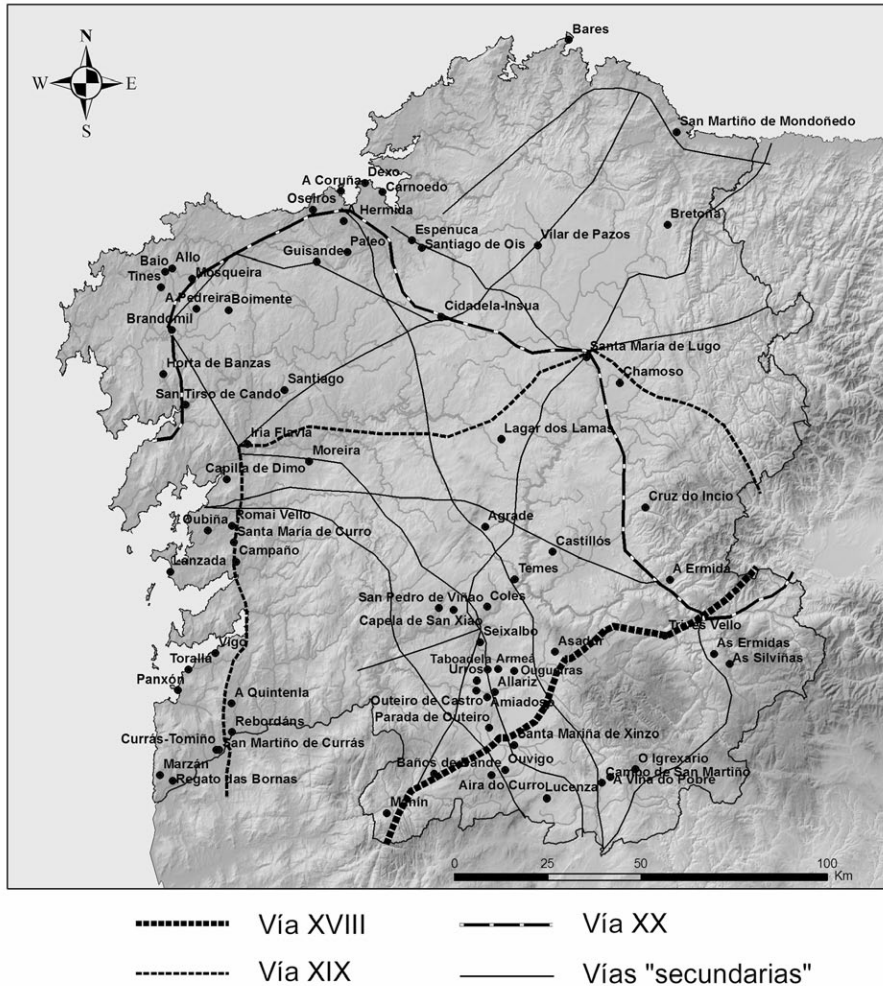 N
W E
S
Bares
San Martiño de Mondoñedo
Dexo
A Coruña
Carnoedo
Oseiros
A Hermida
Bretoña
Espenuca
Vilar de Pazos
Santiago de Ois
Paleo
Guisande
Allo
Baio
Mosqueira
Tines
A Pedreira
Boimente
Cidadela-Insua
Brandomil
Santa María de Lugo
Horta de Banzas
Chamoso
Santiago
San Tirso de Cando
Iria Flavia
Lagar dos Lamas
Moreira
Capilla de Dimo
Cruz do Incio
Romai Vello
Oubiña
Agrade
Santa María de Curro
Campaño
Castillós
Lanzada
Temes
A Ermida
San Pedro de Viñao
Coles
Capela de San Xiao
Trives Vello
Seixalbo
Vigo
Asadur
As Ermidas
Toralla
Taboadela
Armeá
As Silviñas
Urros
Ougueiras
Panxón
Allariz
Outeiro de Castro
Amiadoso
A Quintenla
Parada de Outeiro
Rebordáns
Santa Mariña de Xinzo
Currás-Tomiño
San Martiño de Currás
Ouvigo
O Igrexario
Marzán
Baños de Bande
Campo de San Martiño
Regato das Bornas
Aira do Curro
A Viña do Pobre
Lucenza
0 25 50 100
Km
Vía XVIII
Vía XX
Vía XIX
Vías "secundarias"